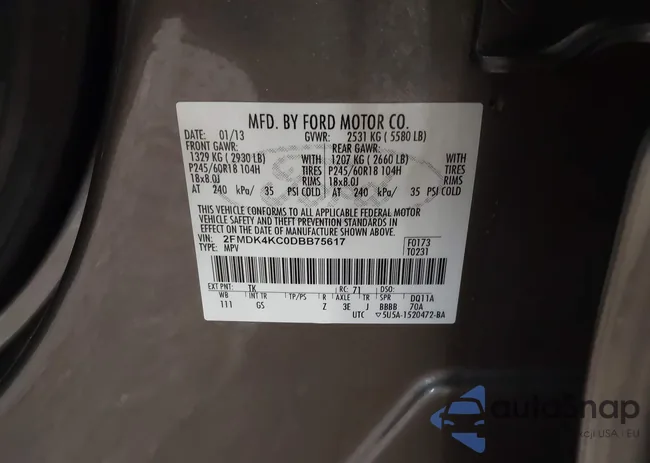 MFD. BY FORD MOTOR CO.
DATE: 01/13 GVWR: 2531 KG ( 5580 LB)
FRONT GAWR: REAR GAWR:
1329 KG ( 2930 LB) WITH 1207 KG ( 2660 LB) WITH
P245/60R18 104H TIRES P245/60R18 104H TIRES
18x8.0J RIMS 18x8.0J RIMS
AT 240 kPa/ 35 PSI COLD AT 240 kPa/ 35 PSI COLD
THIS VEHICLE CONFORMS TO ALL APPLICABLE FEDERAL MOTOR
VEHICLE SAFETY AND THEFT PREVENTION STANDARDS IN
EFFECT ON THE DATE OF MANUFACTURE SHOWN ABOVE.
VIN: 2FMDK4KC0DBB75617 F0173
TYPE: MPV T0231
EXT PNT: TK RC: 71 DSO:
WB INT TR TP/PS R AXLE TR SPR DQ11A
111 GS Z 3E J BBBB 70A
UTC ▽5U5A-1520472-BA
Ford
autoSnap
USA, EU